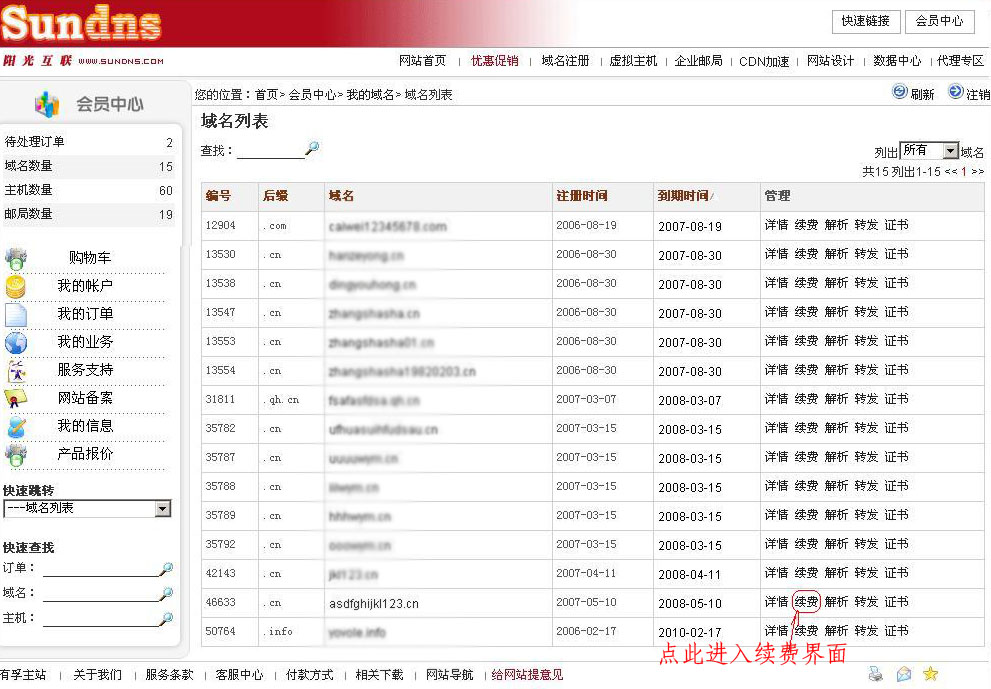 Sundns
快速链接 会员中心
阳光互联 WWW.SUNDNS.COM
网站首页 | 优惠促销 | 域名注册 | 虚拟主机 | 企业邮局 | CDN加速 | 网站设计 | 数据中心 | 代理专区
会员中心
待处理订单 2
域名数量 15
主机数量 60
邮局数量 19
购物车
我的帐户
我的订单
我的业务
服务支持
网站备案
我的信息
产品报价
快速跳转
---域名列表
快速查找
订单：
域名：
主机：
您的位置：首页> 会员中心> 我的域名> 域名列表
刷新 注销
域名列表
查找：
列出 所有 域名
共15 列出1-15 << 1 >>
编号 后缀 域名 注册时间 到期时间/ 管理
12904 .com caiwei12345678.com 2006-08-19 2007-08-19 详情 续费 解析 转发 证书
13530 .cn hanzeyong.cn 2006-08-30 2007-08-30 详情 续费 解析 转发 证书
13538 .cn dingyouhong.cn 2006-08-30 2007-08-30 详情 续费 解析 转发 证书
13547 .cn zhangshasha.cn 2006-08-30 2007-08-30 详情 续费 解析 转发 证书
13553 .cn zhangshasha01.cn 2006-08-30 2007-08-30 详情 续费 解析 转发 证书
13554 .cn zhangshasha19820203.cn 2006-08-30 2007-08-30 详情 续费 解析 转发 证书
31811 .qh.cn 2007-03-07 2008-03-07 详情 续费 解析 转发 证书
35782 .cn 2007-03-15 2008-03-15 详情 续费 解析 转发 证书
35787 .cn 2007-03-15 2008-03-15 详情 续费 解析 转发 证书
35788 .cn 2007-03-15 2008-03-15 详情 续费 解析 转发 证书
35789 .cn 2007-03-15 2008-03-15 详情 续费 解析 转发 证书
35792 .cn 2007-03-15 2008-03-15 详情 续费 解析 转发 证书
42143 .cn jkl123.cn 2007-04-11 2008-04-11 详情 续费 解析 转发 证书
46633 .cn asdfghijkl123.cn 2007-05-10 2008-05-10 详情 续费 解析 转发 证书
50764 .info yovole.info 2006-02-17 2010-02-17 详情 续费 解析 转发 证书
点此进入续费界面
有孚主站 | 关于我们 | 服务条款 | 客服中心 | 付款方式 | 相关下载 | 网站导航 | 给网站提意见